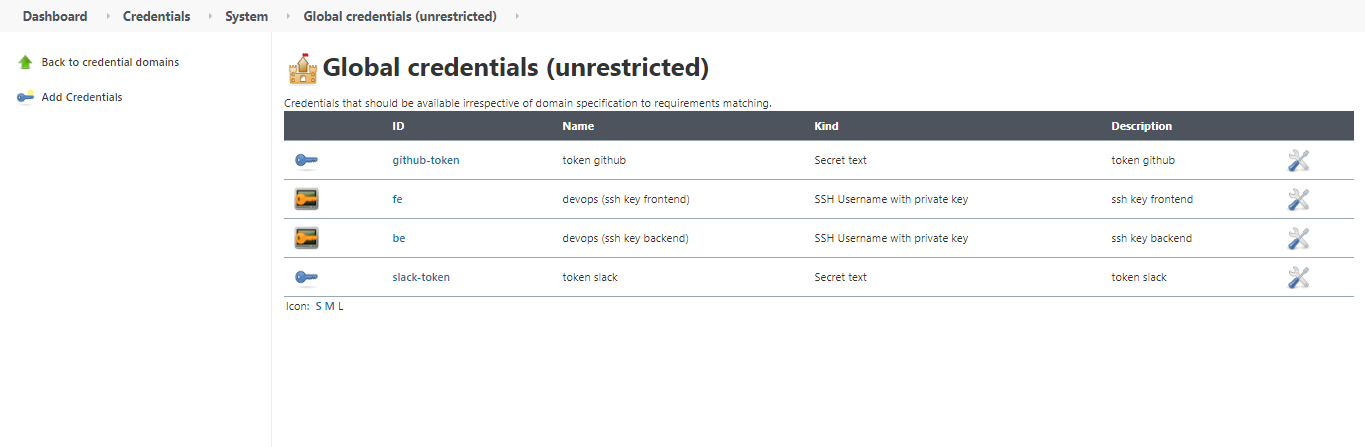 Dashboard Credentials System Global credentials (unrestricted)
Back to credential domains
Add Credentials
Global credentials (unrestricted)
Credentials that should be available irrespective of domain specification to requirements matching.
ID Name Kind Description
github-token token github Secret text token github
fe devops (ssh key frontend) SSH Username with private key ssh key frontend
be devops (ssh key backend) SSH Username with private key ssh key backend
slack-token token slack Secret text token slack
Icon: S M L